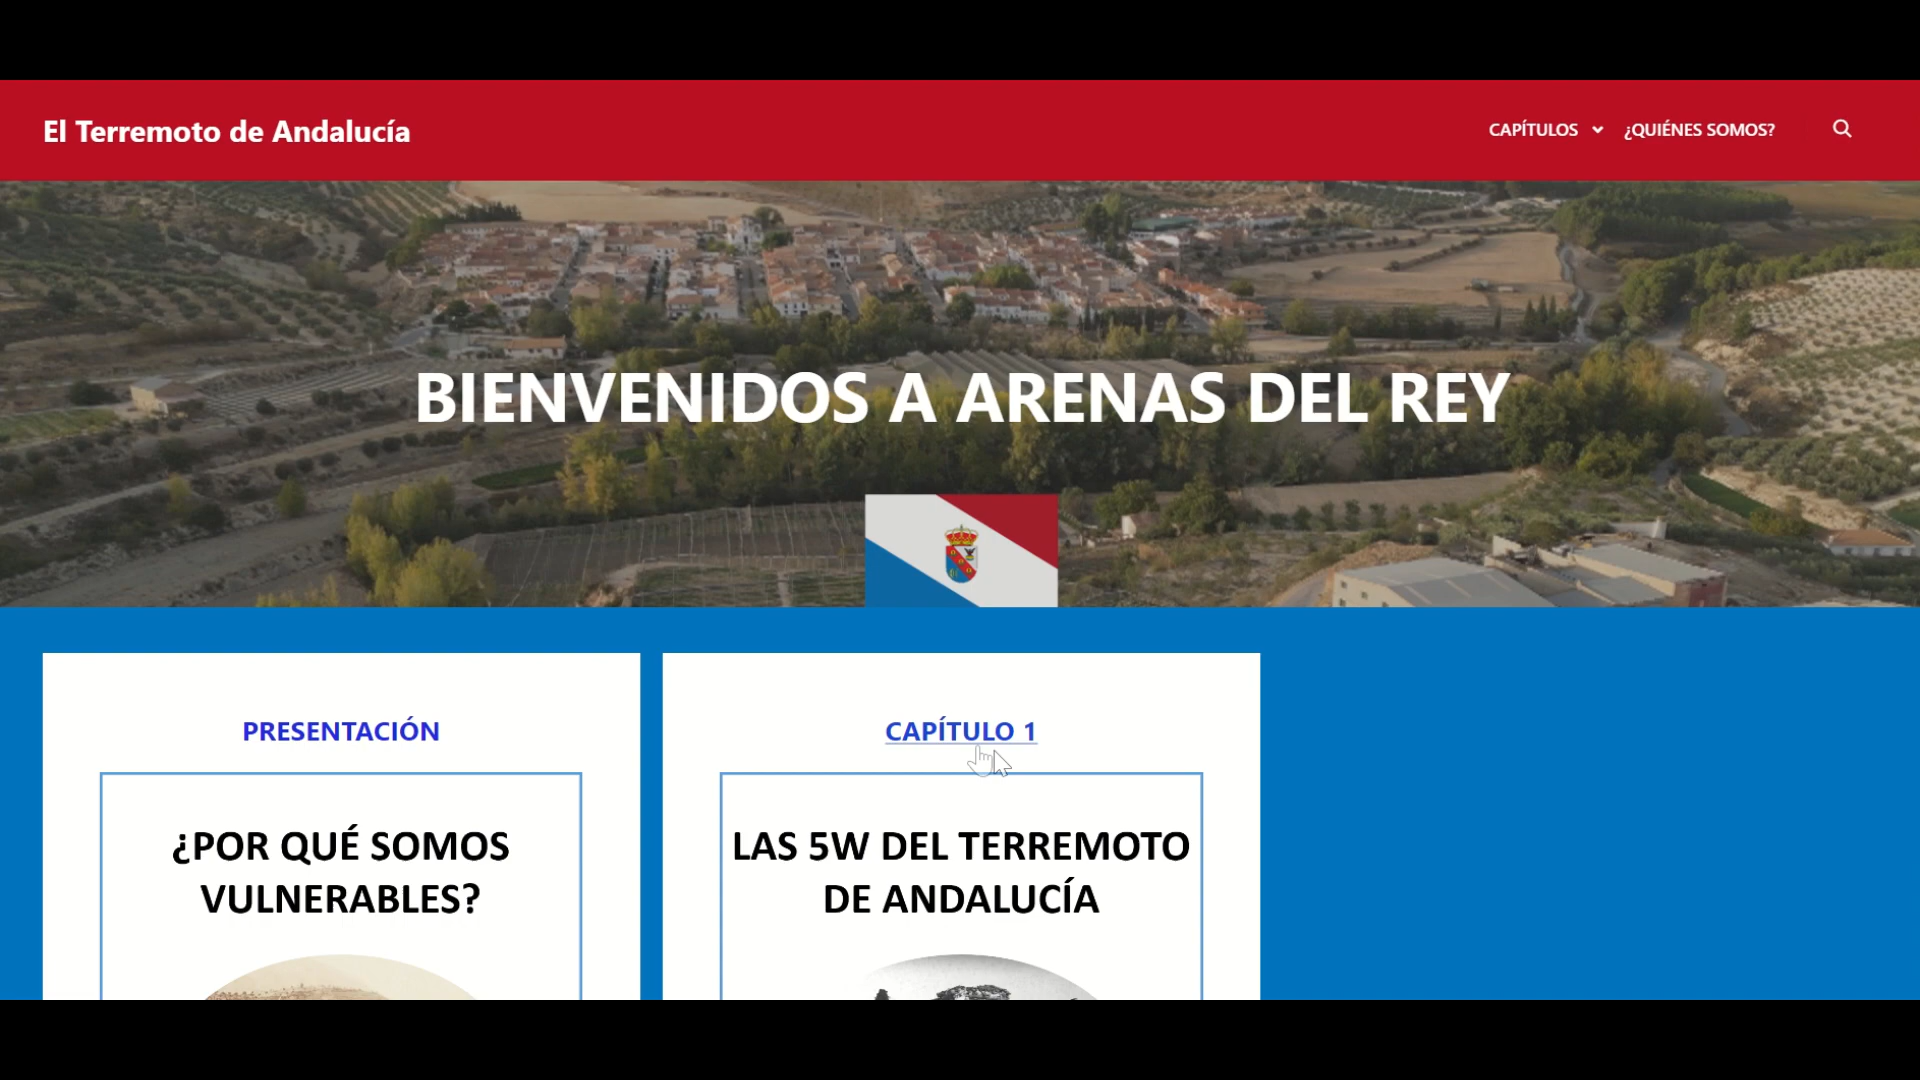 El Terremoto de Andalucía
CAPÍTULOS
¿QUIÉNES SOMOS?
BIENVENIDOS A ARENAS DEL REY
PRESENTACIÓN
¿POR QUÉ SOMOS
VULNERABLES?
CAPÍTULO 1
LAS 5W DEL TERREMOTO
DE ANDALUCÍA